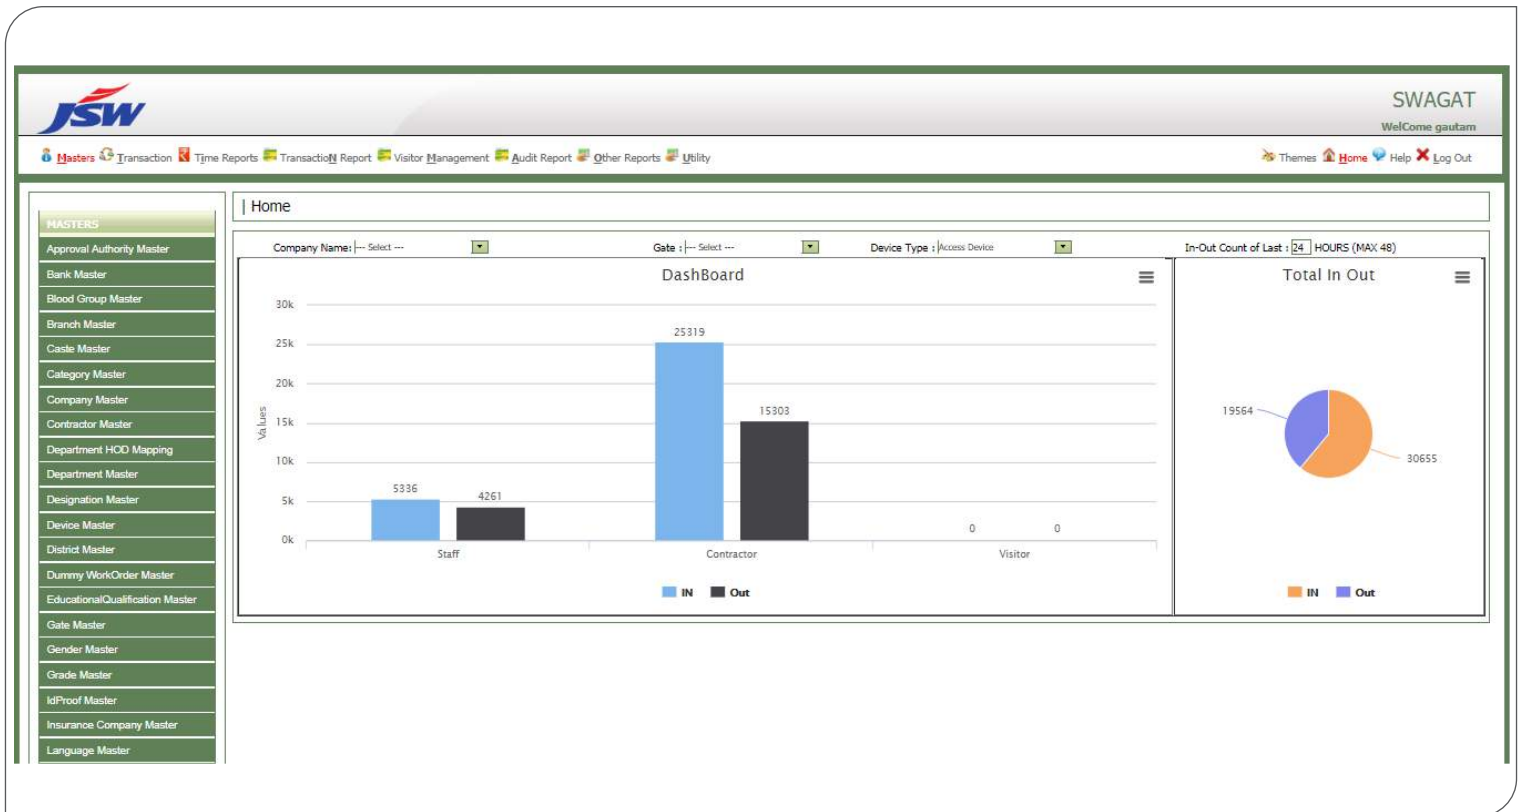 JSW
SWAGAT
WelCome gautam
Masters Transaction Time Reports TransactioN Report Visitor Management Audit Report Other Reports Utility
Themes Home Help Log Out
MASTERS
Approval Authority Master
Bank Master
Blood Group Master
Branch Master
Caste Master
Category Master
Company Master
Contractor Master
Department HOD Mapping
Department Master
Designation Master
Device Master
District Master
Dummy WorkOrder Master
EducationalQualification Master
Gate Master
Gender Master
Grade Master
IdProof Master
Insurance Company Master
Language Master
| Home
Company Name: --- Select --- Gate : --- Select --- Device Type : Access Device In-Out Count of Last : 24 HOURS (MAX 48)
DashBoard
Values
30k
25k
20k
15k
10k
5k
0k
5336
4261
25319
15303
0
0
Staff
Contractor
Visitor
IN Out
Total In Out
19564
30655
IN Out